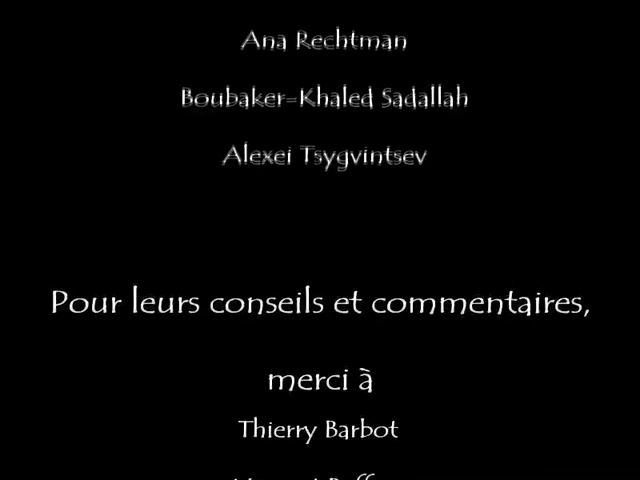 Ana Rechtman
Boubaker-Khaled Sadallah
Alexei Tsygvintsev
Pour leurs conseils et commentaires,
merci à
Thierry Barbot